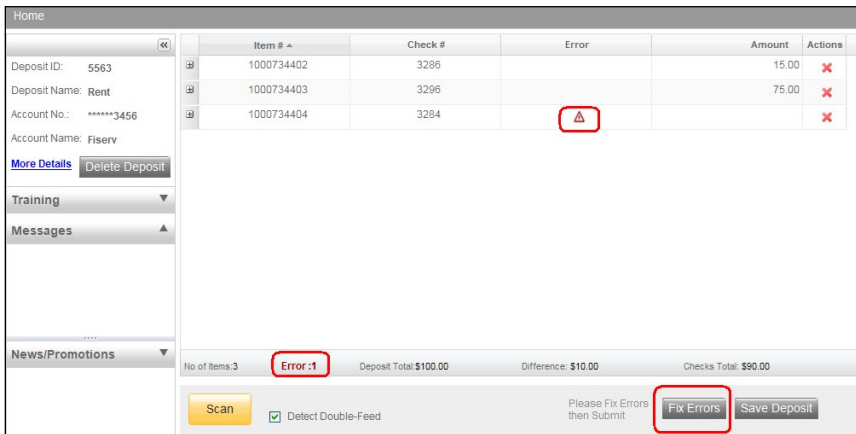 Home
Item # Check # Error Amount Actions
Deposit ID: 5563
Deposit Name: Rent
Account No.: ******3456
Account Name: Fiserv
More Details Delete Deposit
1000734402 3286 15.00
1000734403 3296 75.00
1000734404 3284
Training
Messages
News/Promotions
No of Items:3 Error :1 Deposit Total:$100.00 Difference: $10.00 Checks Total: $90.00
Scan
Detect Double-Feed
Please Fix Errors
then Submit
Fix Errors Save Deposit